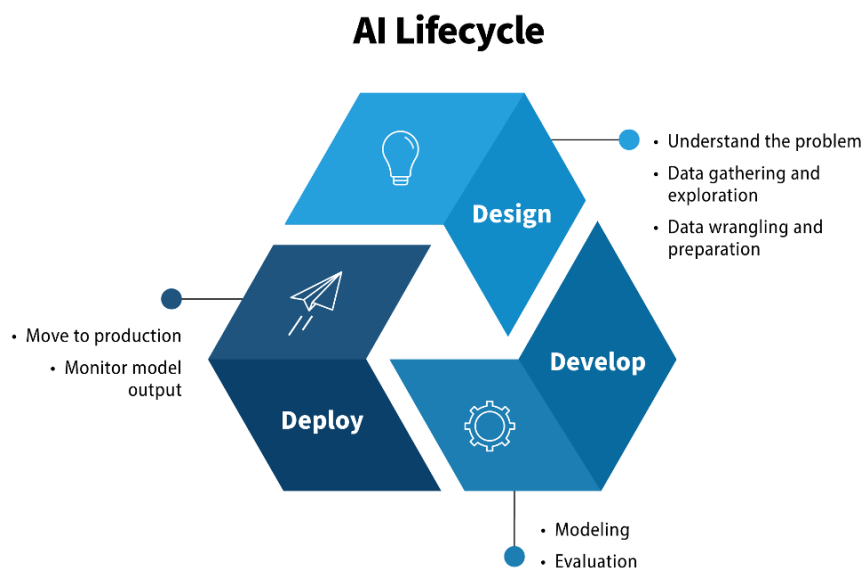 AI Lifecycle
Design
• Understand the problem
• Data gathering and
exploration
• Data wrangling and
preparation
Develop
• Modeling
• Evaluation
Deploy
• Move to production
• Monitor model
output